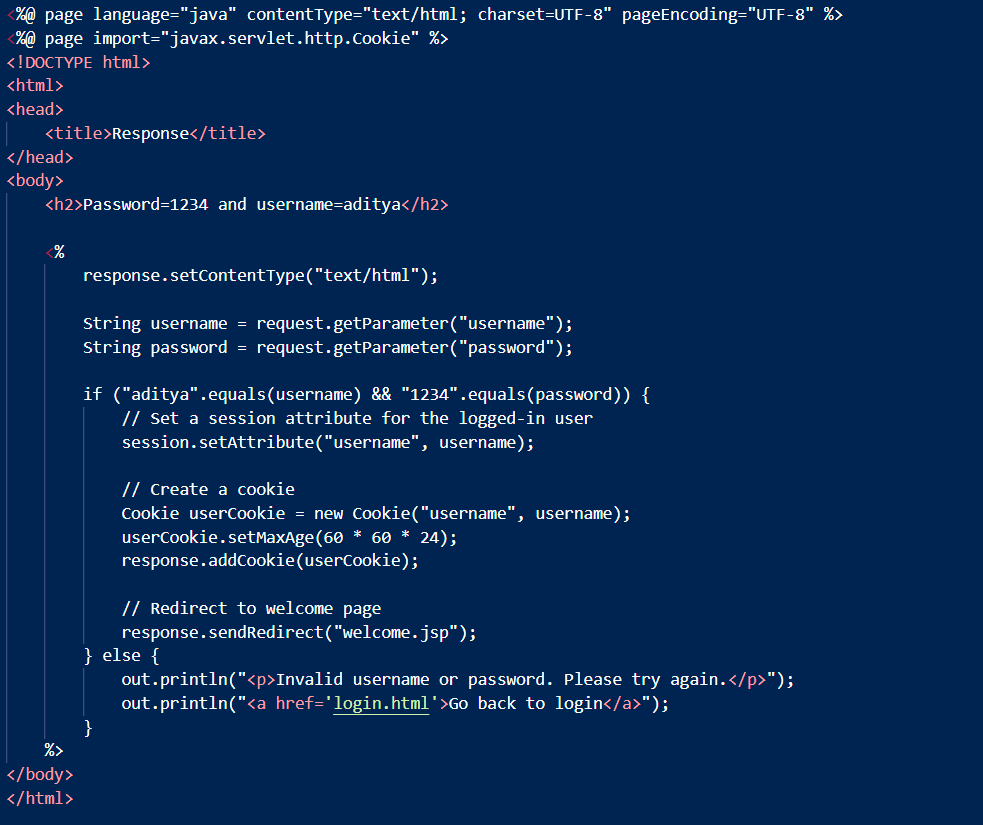 <%@ page language="java" contentType="text/html; charset=UTF-8" pageEncoding="UTF-8" %>
<%@ page import="javax.servlet.http.Cookie" %>
<!DOCTYPE html>
<html>
<head>
    <title>Response</title>
</head>
<body>
    <h2>Password=1234 and username=aditya</h2>

    <%
        response.setContentType("text/html");

        String username = request.getParameter("username");
        String password = request.getParameter("password");

        if ("aditya".equals(username) && "1234".equals(password)) {
            // Set a session attribute for the logged-in user
            session.setAttribute("username", username);

            // Create a cookie
            Cookie userCookie = new Cookie("username", username);
            userCookie.setMaxAge(60 * 60 * 24);
            response.addCookie(userCookie);

            // Redirect to welcome page
            response.sendRedirect("welcome.jsp");
        } else {
            out.println("<p>Invalid username or password. Please try again.</p>");
            out.println("<a href='login.html'>Go back to login</a>");
        }
    %>
</body>
</html>